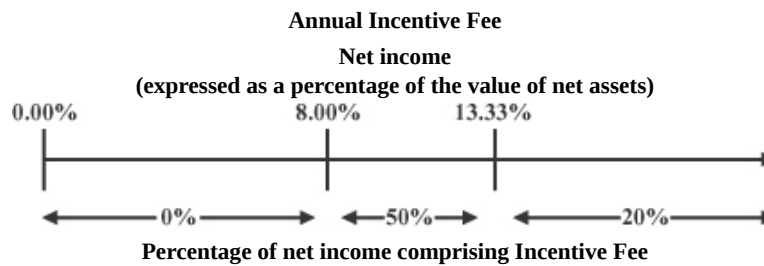 Annual Incentive Fee
Net income
(expressed as a percentage of the value of net assets)
0.00% 8.00% 13.33%
0% 50% 20%
Percentage of net income comprising Incentive Fee